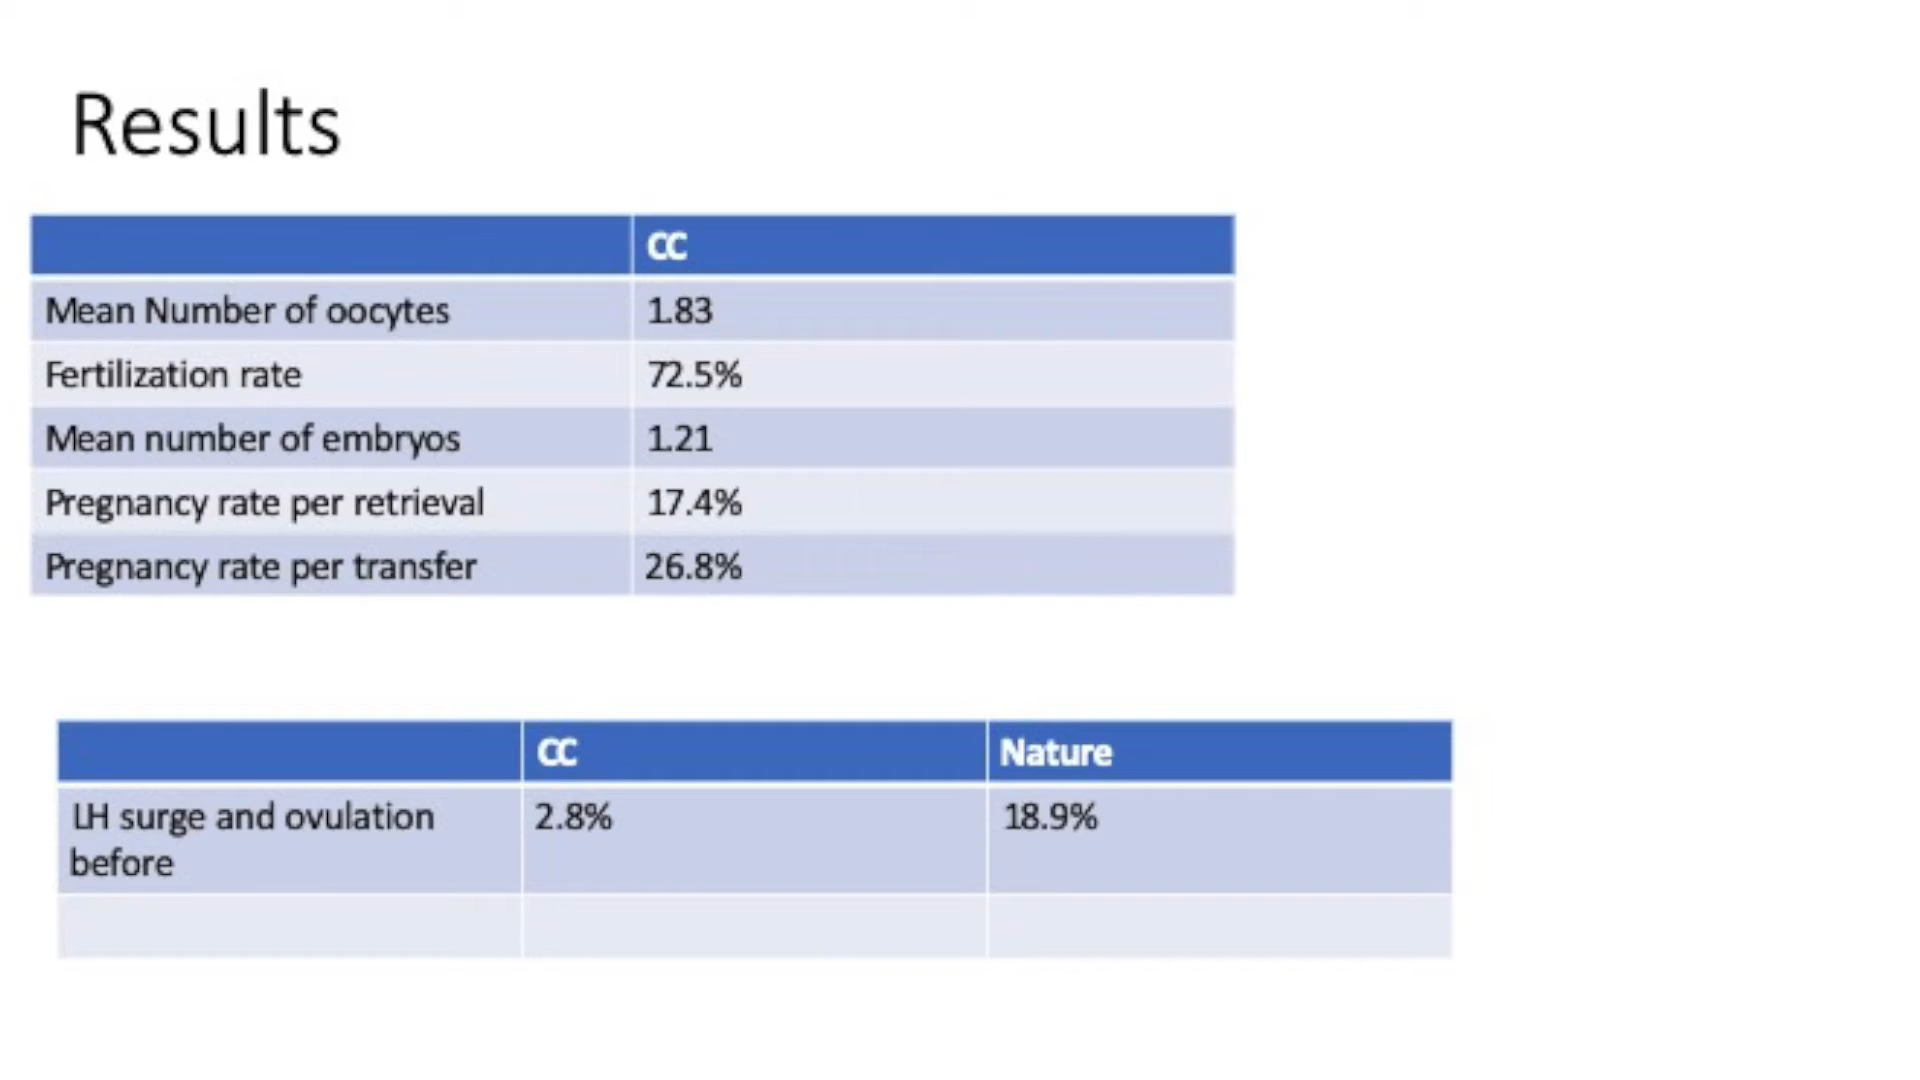 Results
CC
Mean Number of oocytes 1.83
Fertilization rate 72.5%
Mean number of embryos 1.21
Pregnancy rate per retrieval 17.4%
Pregnancy rate per transfer 26.8%
CC Nature
LH surge and ovulation 2.8% 18.9%
before